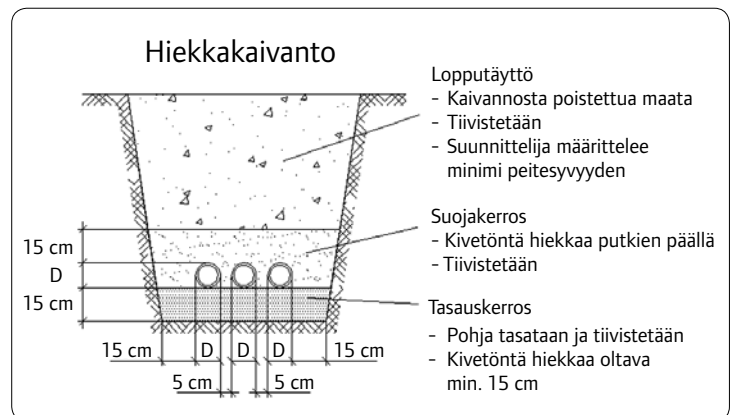 Hiekkakaivanto
Lopputäyttö
- Kaivannosta poistettua maata
- Tiivistetään
- Suunnittelija määrittelee
minimi peitesyvyyden
Suojakerros
- Kivetöntä hiekkaa putkien päällä
- Tiivistetään
Tasauskerros
- Pohja tasataan ja tiivistetään
- Kivetöntä hiekkaa oltava
min. 15 cm
15 cm
D
15 cm
15 cm D D D 15 cm
5 cm 5 cm